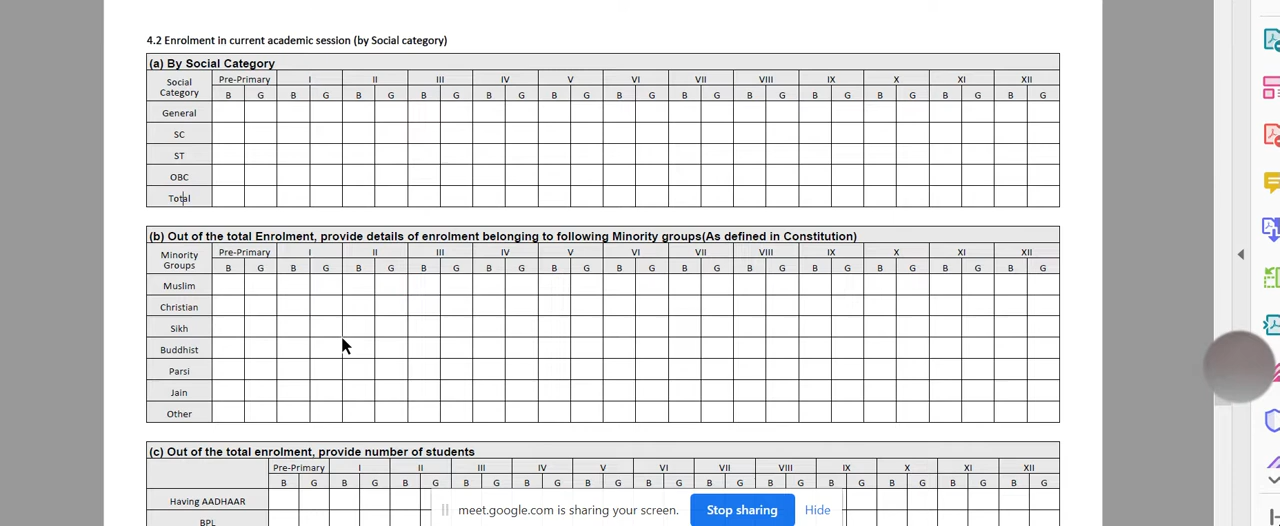 4.2 Enrolment in current academic session (by Social category)
(a) By Social Category
Social Category Pre-Primary I II III IV V VI VII VIII IX X XI XII
B G B G B G B G B G B G B G B G B G B G B G B G B G
General
SC
ST
OBC
Total
(b) Out of the total Enrolment, provide details of enrolment belonging to following Minority groups(As defined in Constitution)
Minority Groups Pre-Primary I II III IV V VI VII VIII IX X XI XII
B G B G B G B G B G B G B G B G B G B G B G B G B G
Muslim
Christian
Sikh
Buddhist
Parsi
Jain
Other
(c) Out of the total enrolment, provide number of students
Pre-Primary I II III IV V VI VII VIII IX X XI XII
B G B G B G B G B G B G B G B G B G B G B G B G B G
Having AADHAAR
BPL
meet.google.com is sharing your screen. Stop sharing Hide